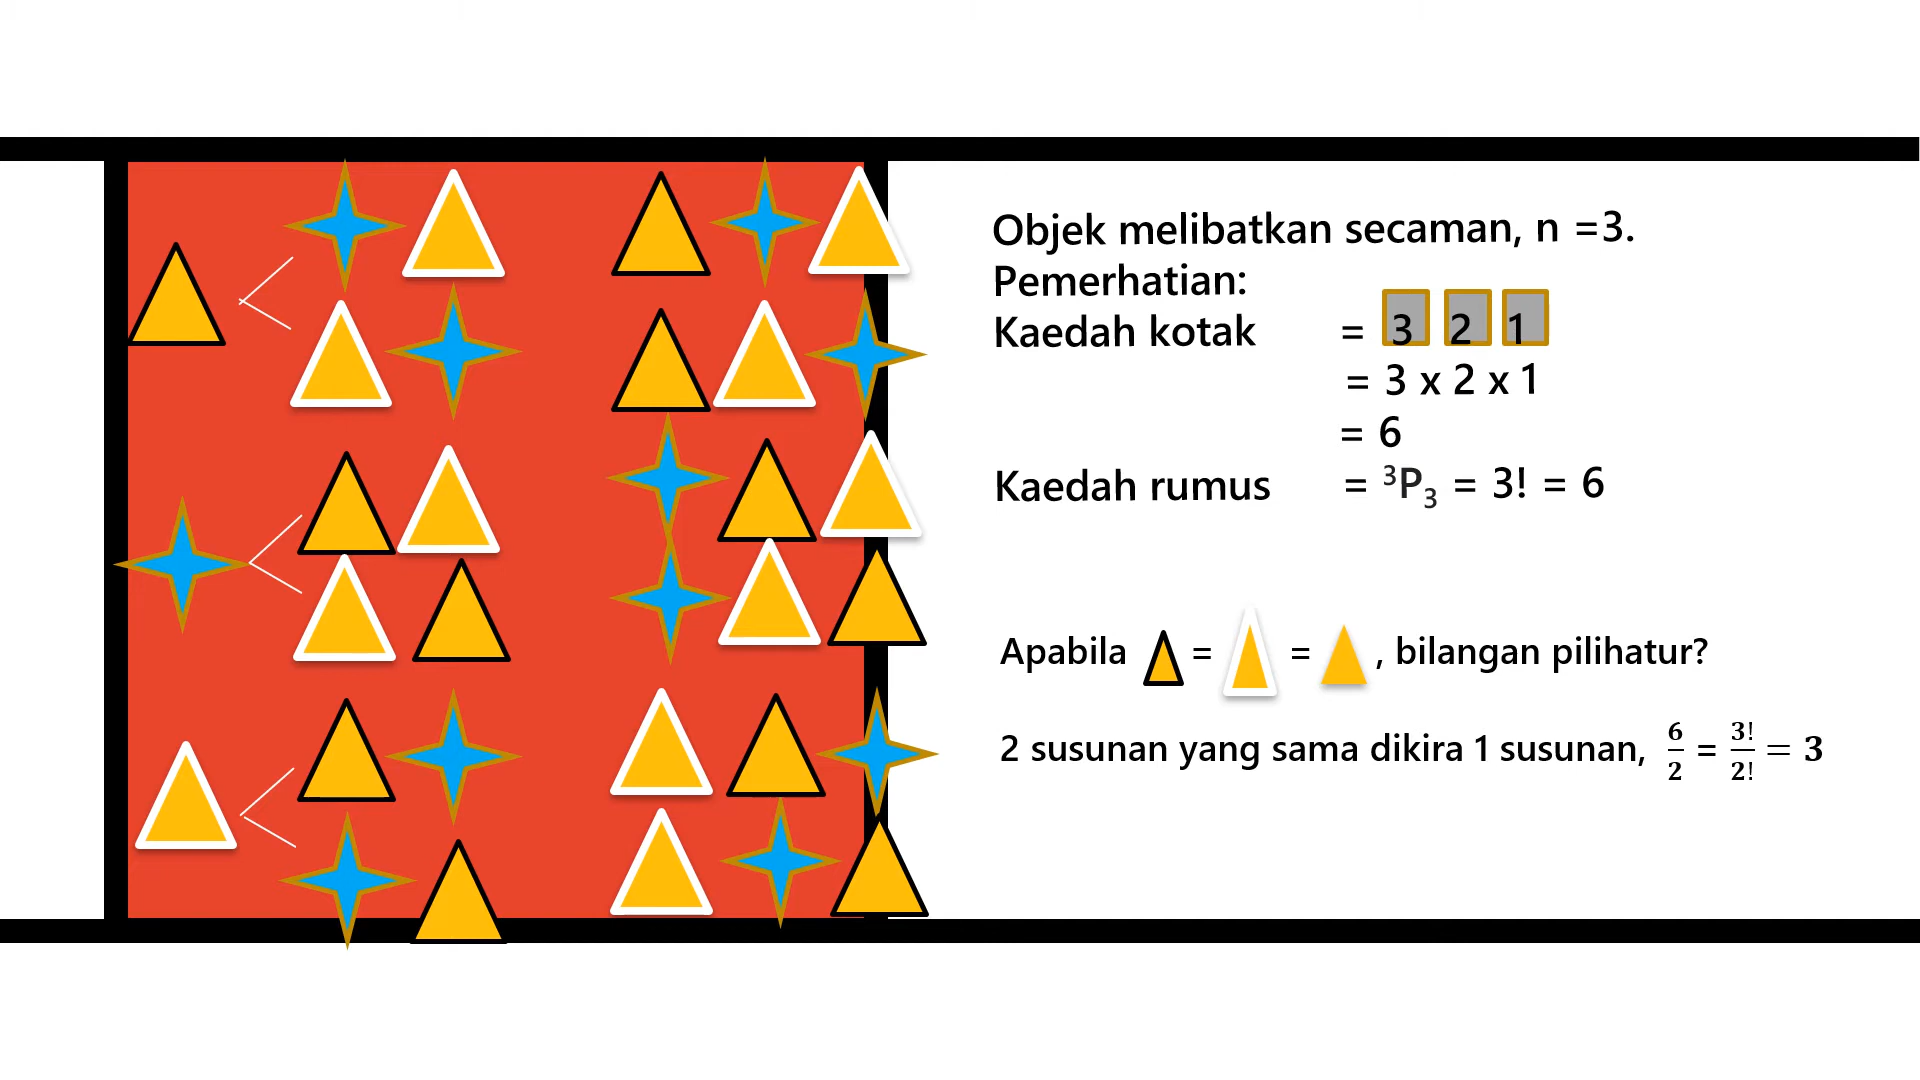 Objek melibatkan secaman, n =3.
Pemerhatian:
Kaedah kotak = 3 2 1
= 3 x 2 x 1
= 6
Kaedah rumus = ³P₃ = 3! = 6
Apabila = = , bilangan pilihatur?
2 susunan yang sama dikira 1 susunan, 6/2 = 3!/2! = 3